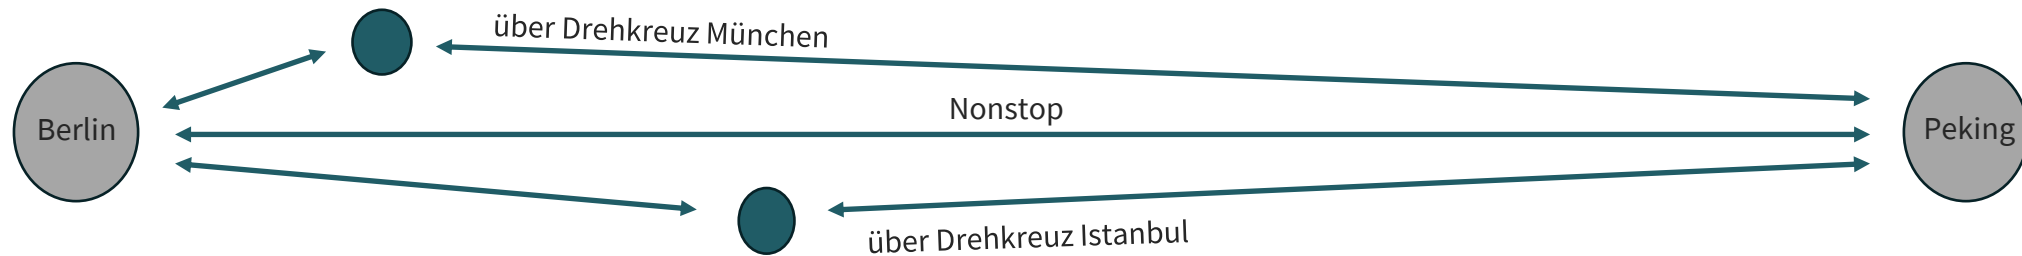 über Drehkreuz München
Nonstop
Berlin
Peking
über Drehkreuz Istanbul